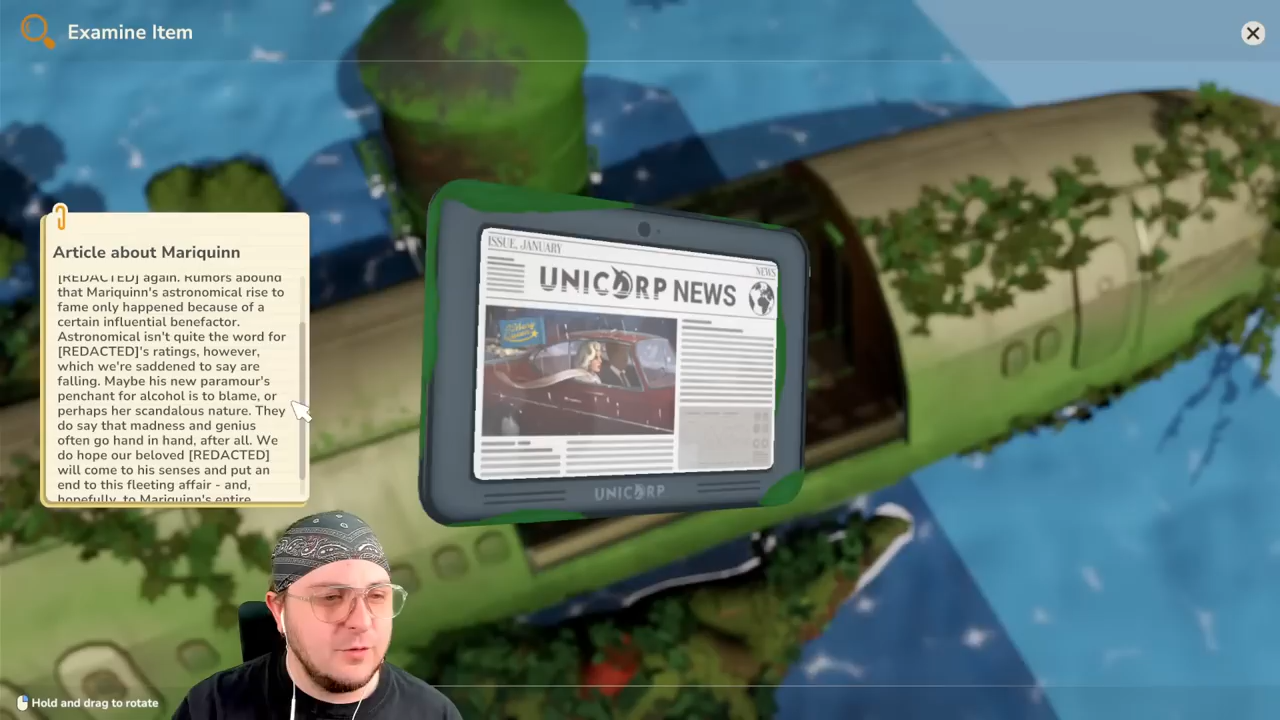 Examine Item
Article about Mariquinn
[REDACTED] again. Rumors abound
that Mariquinn's astronomical rise to
fame only happened because of a
certain influential benefactor.
Astronomical isn't quite the word for
[REDACTED]'s ratings, however,
which we're saddened to say are
falling. Maybe his new paramour's
penchant for alcohol is to blame, or
perhaps her scandalous nature. They
do say that madness and genius
often go hand in hand, after all. We
do hope our beloved [REDACTED]
will come to his senses and put an
end to this fleeting affair - and,
hopefully, to Mariquinn's entire
ISSUE, JANUARY
NEWS
UNICORP NEWS
UNICORP
Hold and drag to rotate